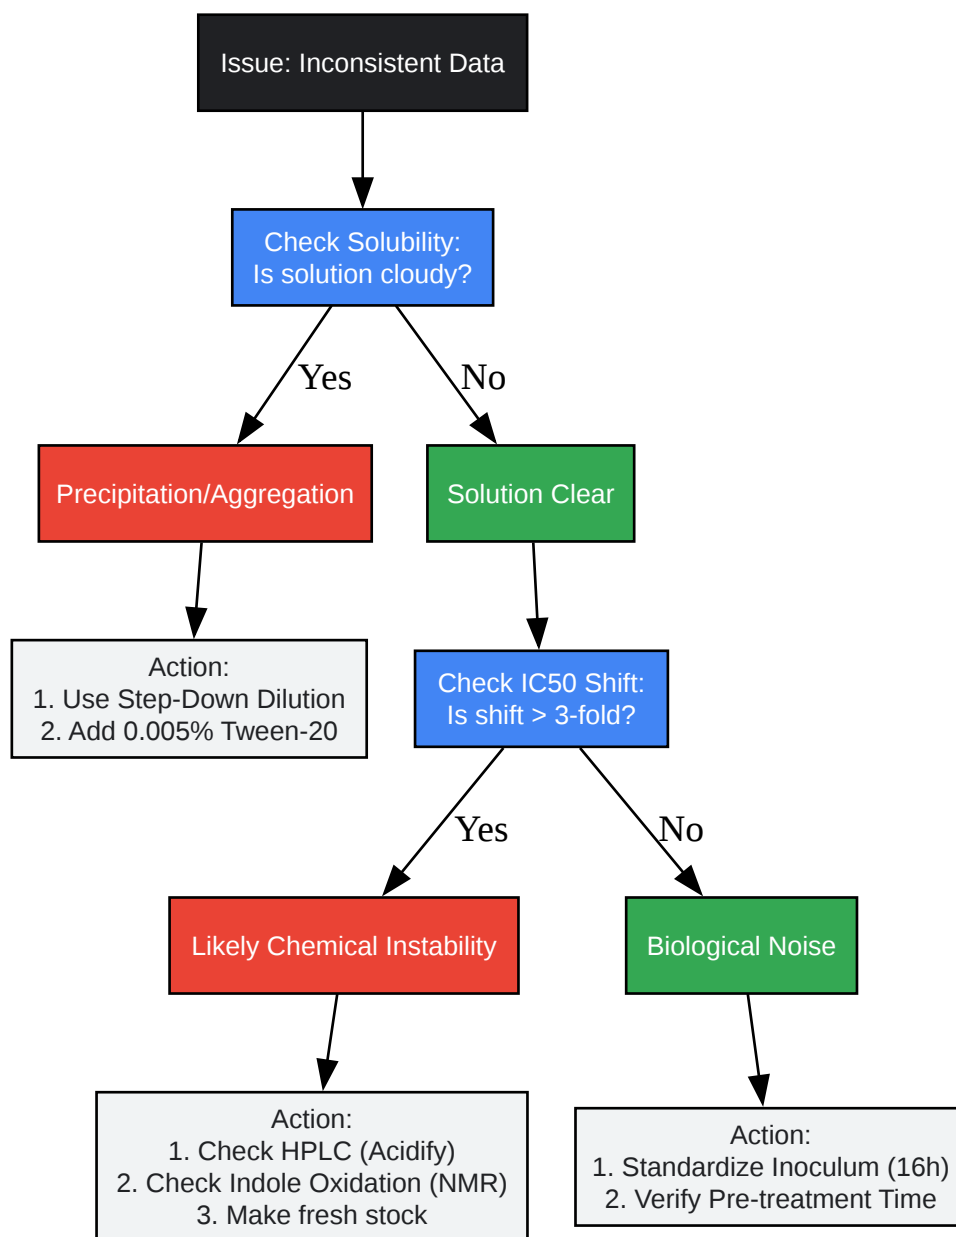 Issue: Inconsistent Data
Check Solubility:
Is solution cloudy?
Yes
No
Precipitation/Aggregation
Solution Clear
Action:
1. Use Step-Down Dilution
2. Add 0.005% Tween-20
Check IC50 Shift:
Is shift > 3-fold?
Yes
No
Likely Chemical Instability
Biological Noise
Action:
1. Check HPLC (Acidify)
2. Check Indole Oxidation (NMR)
3. Make fresh stock
Action:
1. Standardize Inoculum (16h)
2. Verify Pre-treatment Time